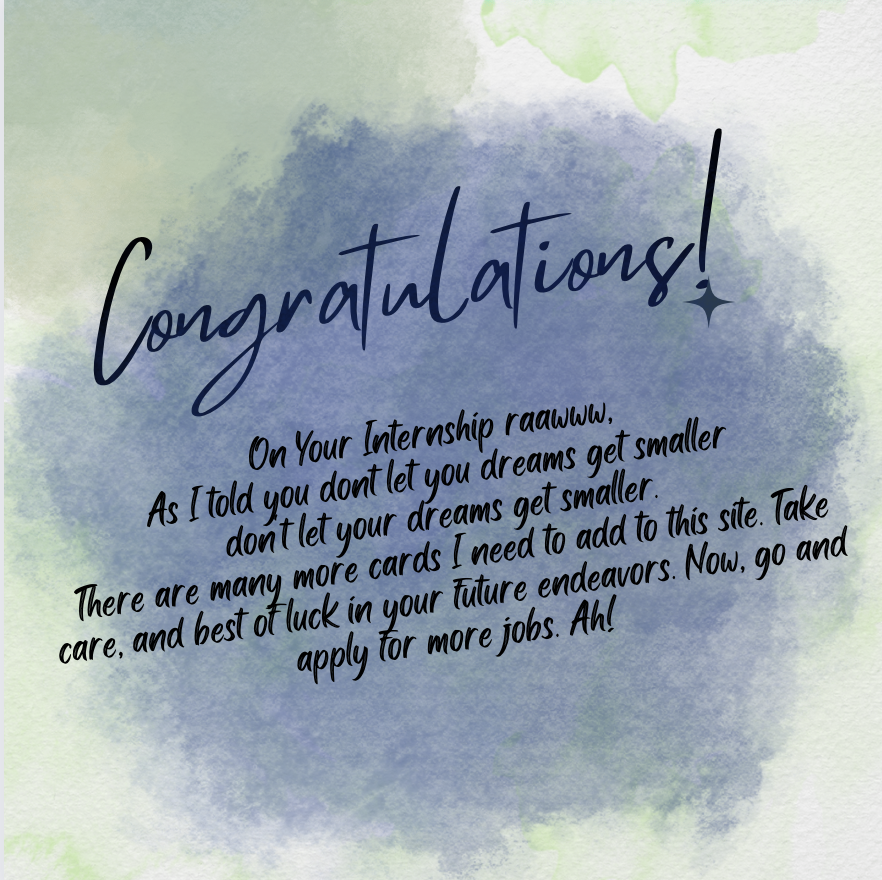 Congratulations!
On Your Internship raawww,
As I told you dont let you dreams get smaller
don't let your dreams get smaller.
There are many more cards I need to add to this site. Take
care, and best of luck in your future endeavors. Now, go and
apply for more jobs. Ah!